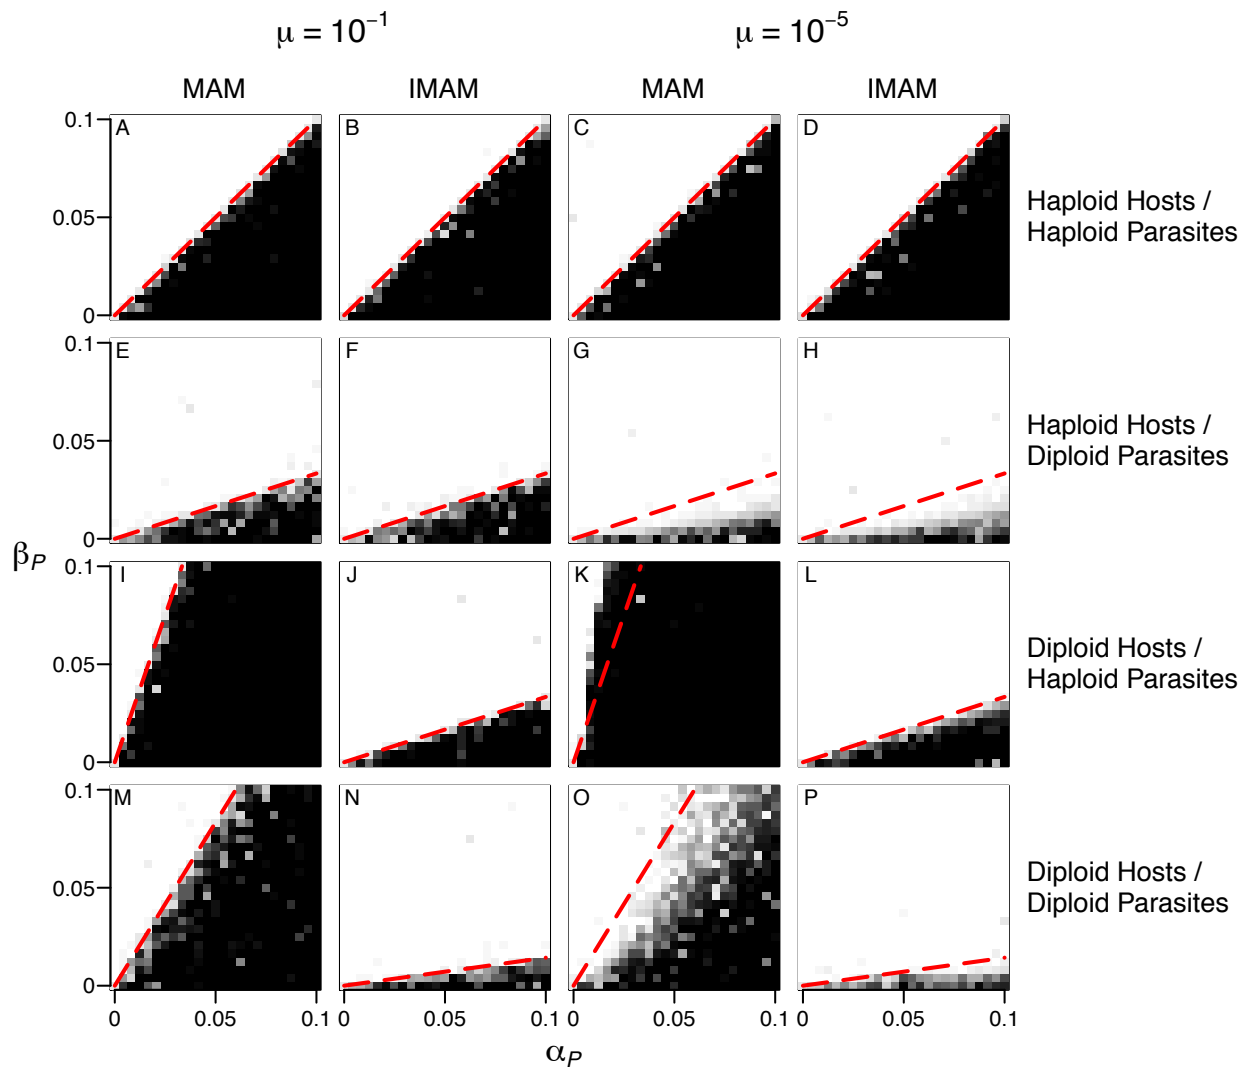 μ = 10⁻¹ μ = 10⁻⁵
MAM IMAM MAM IMAM
A B C D
0.1
0.05
0
Haploid Hosts /
Haploid Parasites
E F G H
0.1
0.05
0
Haploid Hosts /
Diploid Parasites
βP
I J K L
0.1
0.05
0
Diploid Hosts /
Haploid Parasites
M N O P
0.1
0.05
0
Diploid Hosts /
Diploid Parasites
0 0.05 0.1 0 0.05 0.1 0 0.05 0.1 0 0.05 0.1
αP